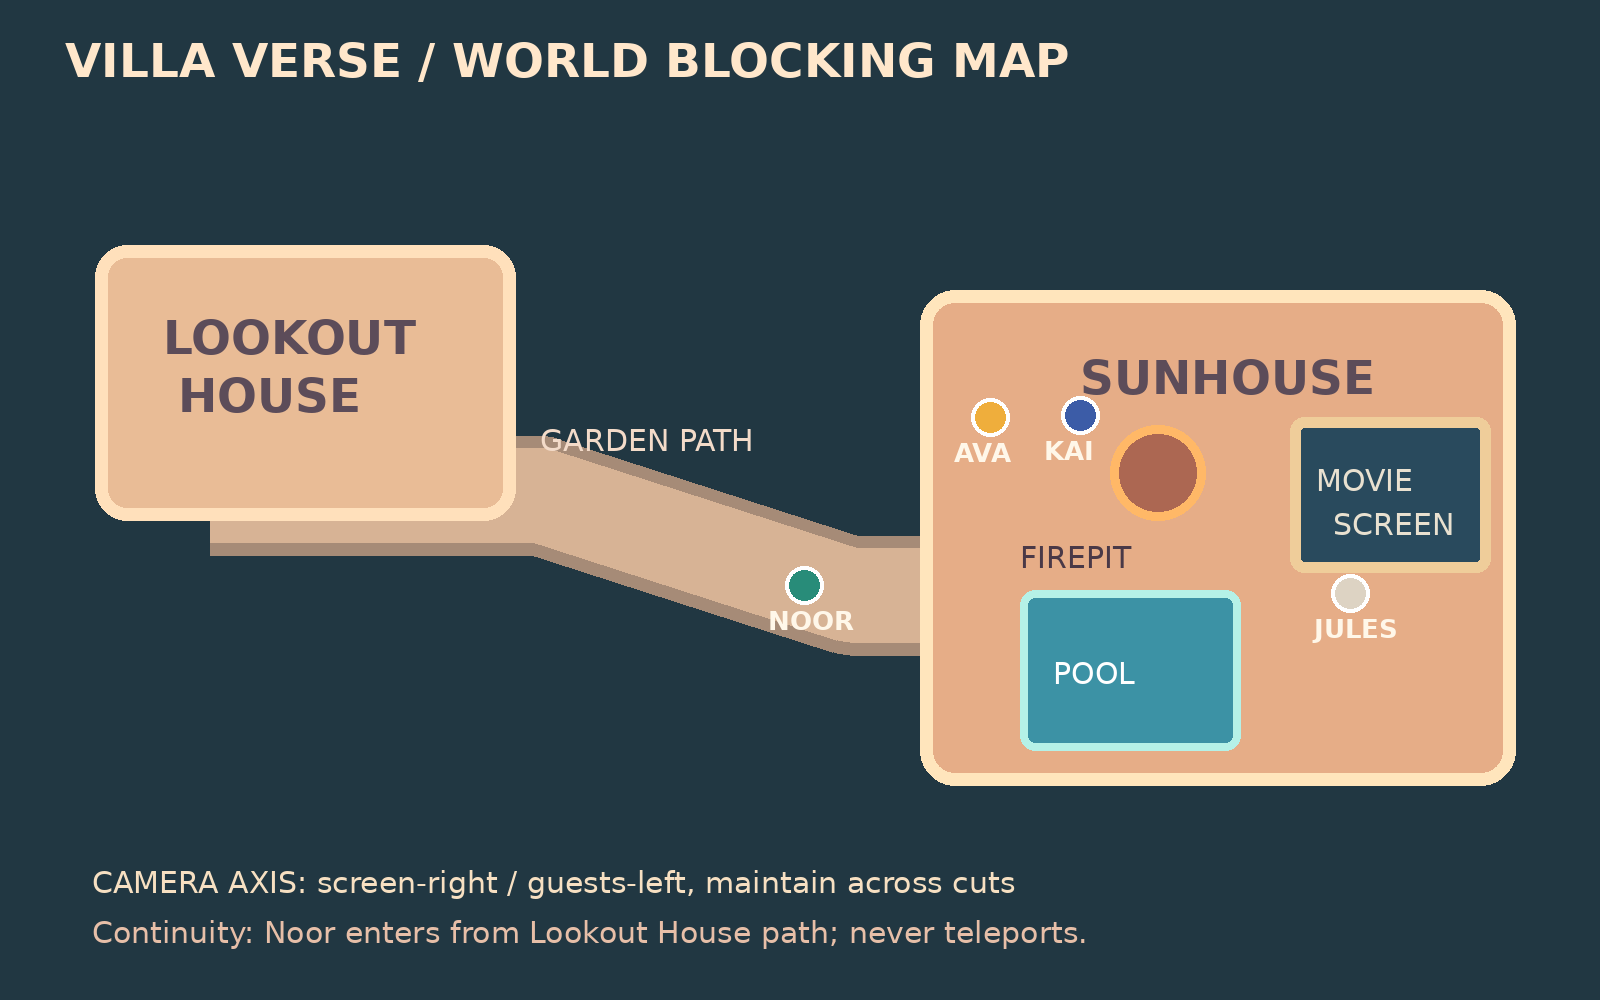 VILLA VERSE / WORLD BLOCKING MAP
LOOKOUT
HOUSE
GARDEN PATH
NOOR
SUNHOUSE
AVA
KAI
MOVIE
SCREEN
FIREPIT
JULES
POOL
CAMERA AXIS: screen-right / guests-left, maintain across cuts
Continuity: Noor enters from Lookout House path; never teleports.